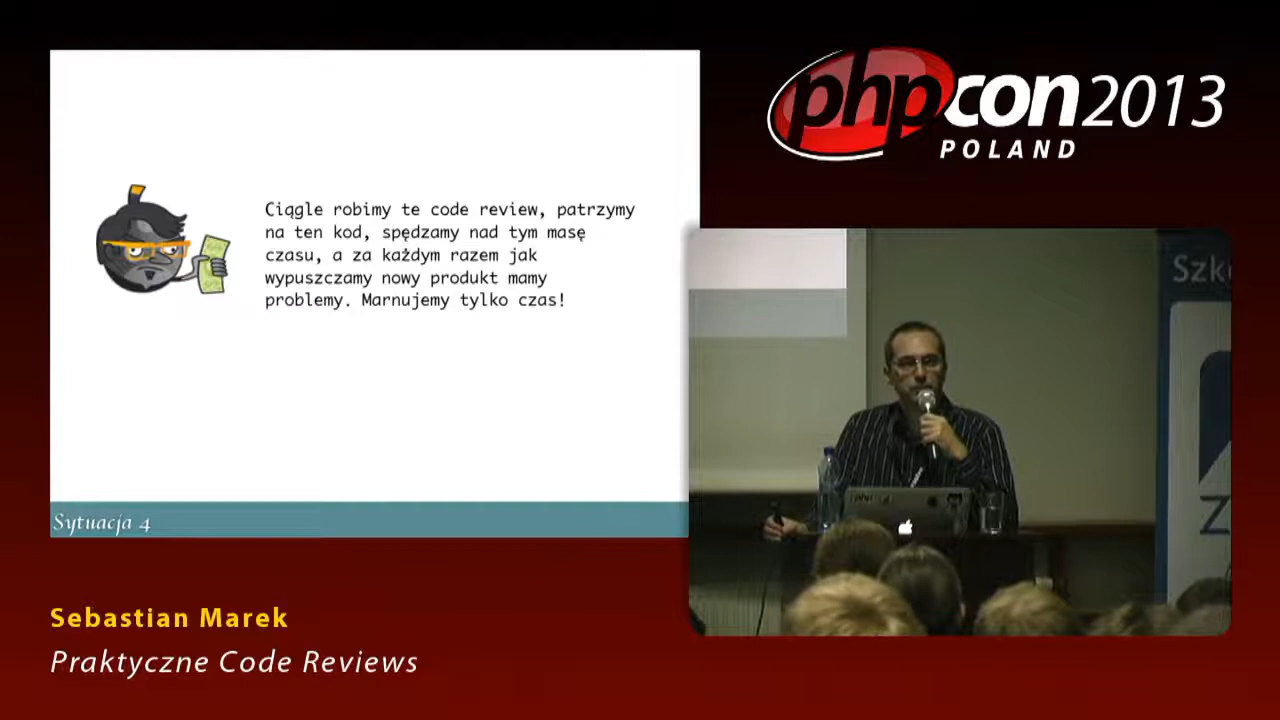 Ciągle robimy te code review, patrzymy
na ten kod, spędzamy nad tym masę
czasu, a za każdym razem jak
wypuszczamy nowy produkt mamy
problemy. Marnujemy tylko czas!
Sytuacja 4
phpcon2013
POLAND
Szk
Z
Sebastian Marek
Praktyczne Code Reviews